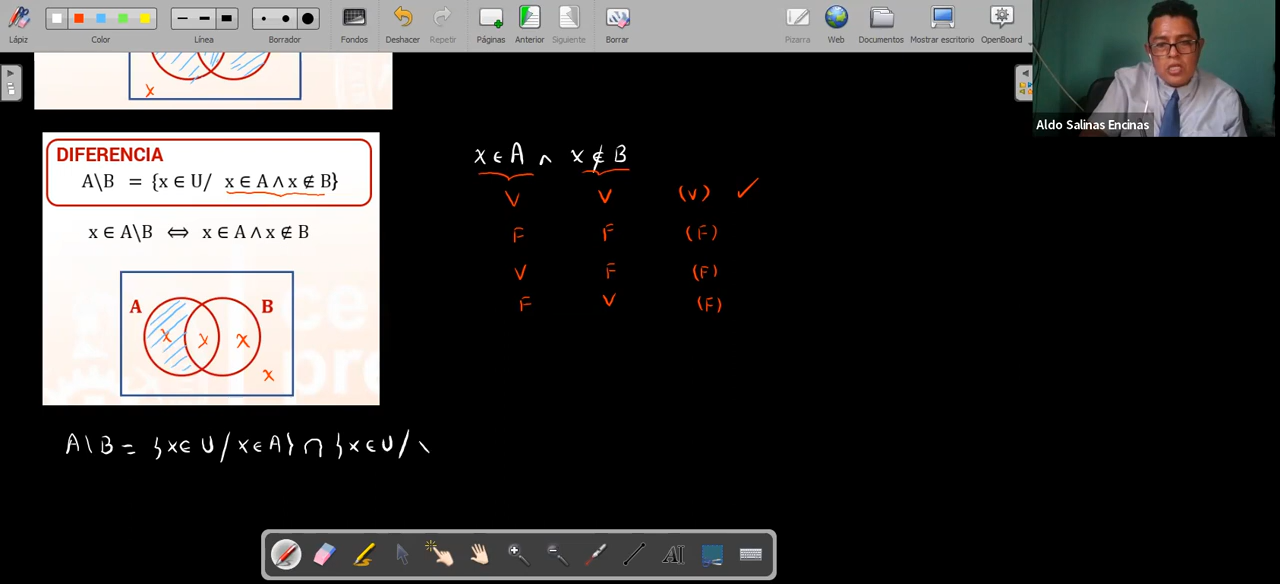 Lápiz
Color
Línea
Borrador
Fondos
Deshacer
Repetir
Páginas
Anterior
Siguiente
Borrar
Pizarra
Web
Documentos
Mostrar escritorio
OpenBoard
Aldo Salinas Encinas
x
DIFERENCIA
A\B = {x ∈ U/ x ∈ A ∧ x ∉ B}
x ∈ A\B ⇔ x ∈ A ∧ x ∉ B
A B
x x x
x
x ∈ A ∧ x ∉ B
V V (V) ✓
F F (F)
V F (F)
F V (F)
A\B = {x ∈ U/x ∈ A} ∩ {x ∈ U/ \
AI